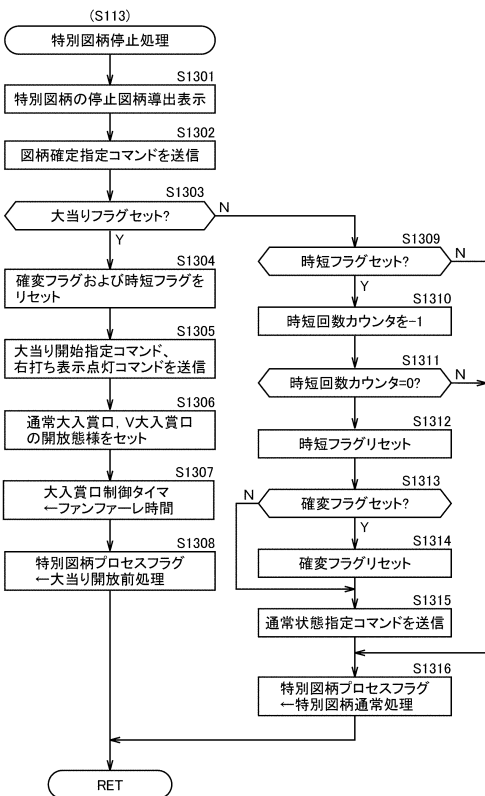 (S113)
特別図柄停止処理
S1301
特別図柄の停止図柄導出表示
S1302
図柄確定指定コマンドを送信
S1303
大当りフラグセット?
N
Y
S1304
確変フラグおよび時短フラグを
リセット
S1305
大当り開始指定コマンド、
右打ち表示点灯コマンドを送信
S1306
通常大入賞口，V大入賞口
の開放態様をセット
S1307
大入賞口制御タイマ
←ファンファーレ時間
S1308
特別図柄プロセスフラグ
←大当り開放前処理
S1309
時短フラグセット?
N
Y
S1310
時短回数カウンタを-1
S1311
時短回数カウンタ=0?
N
Y
S1312
時短フラグリセット
S1313
確変フラグセット?
N
Y
S1314
確変フラグリセット
S1315
通常状態指定コマンドを送信
S1316
特別図柄プロセスフラグ
←特別図柄通常処理
RET